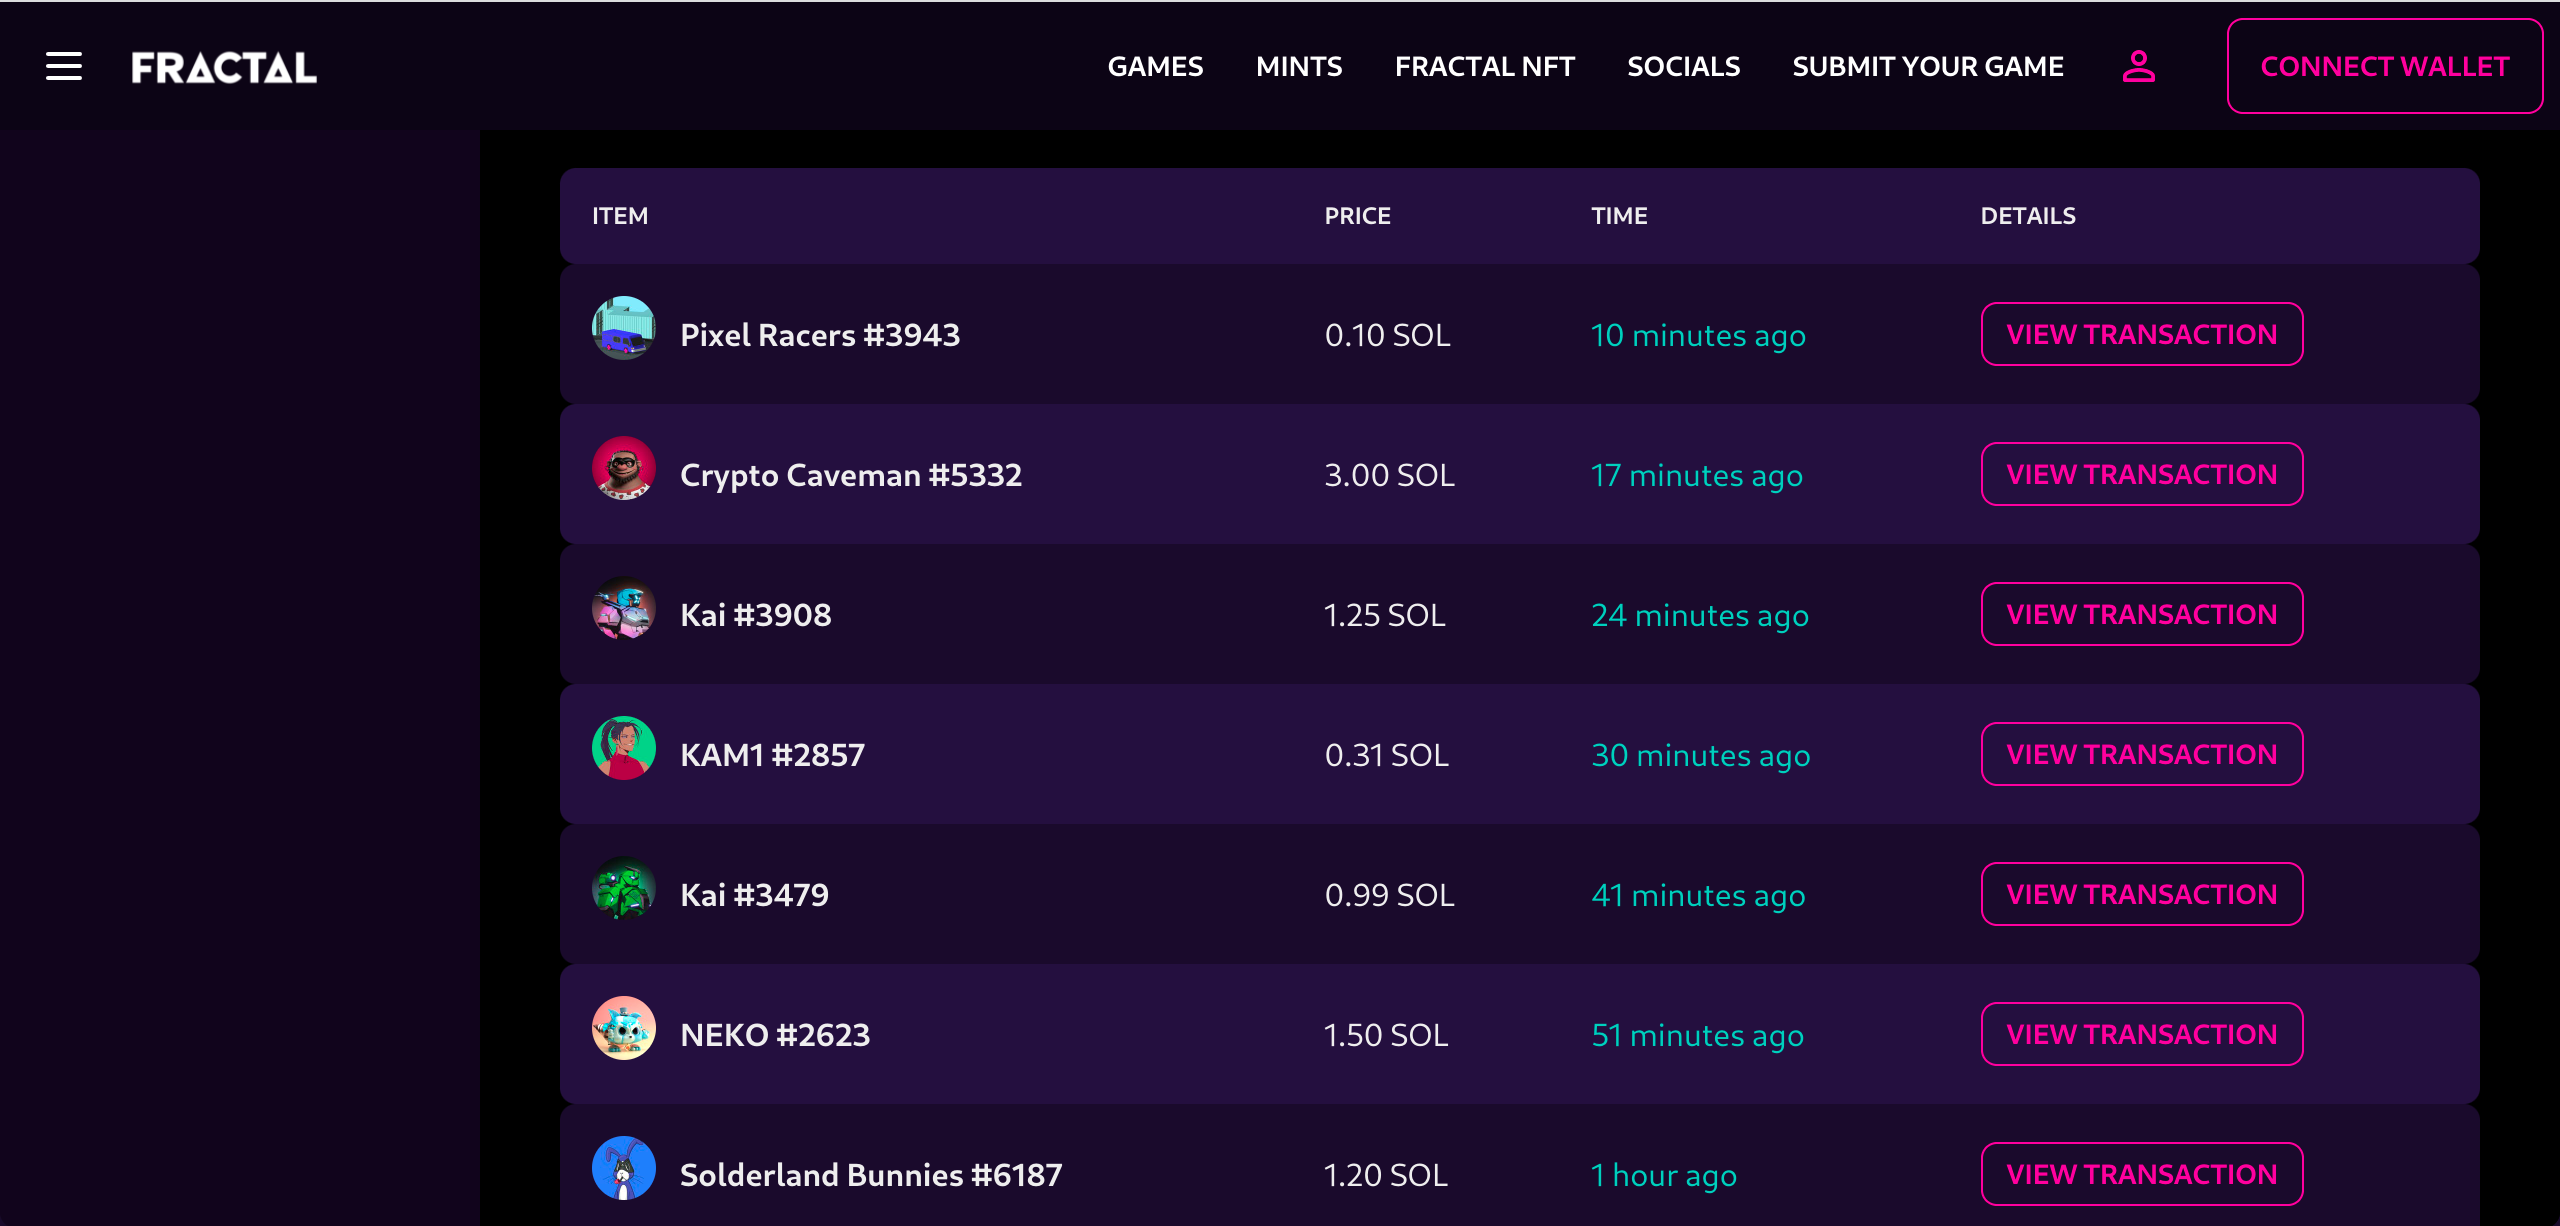 FRACTAL GAMES MINTS FRACTAL NFT SOCIALS SUBMIT YOUR GAME CONNECT WALLET
ITEM PRICE TIME DETAILS
Pixel Racers #3943 0.10 SOL 10 minutes ago VIEW TRANSACTION
Crypto Caveman #5332 3.00 SOL 17 minutes ago VIEW TRANSACTION
Kai #3908 1.25 SOL 24 minutes ago VIEW TRANSACTION
KAM1 #2857 0.31 SOL 30 minutes ago VIEW TRANSACTION
Kai #3479 0.99 SOL 41 minutes ago VIEW TRANSACTION
NEKO #2623 1.50 SOL 51 minutes ago VIEW TRANSACTION
Solderland Bunnies #6187 1.20 SOL 1 hour ago VIEW TRANSACTION